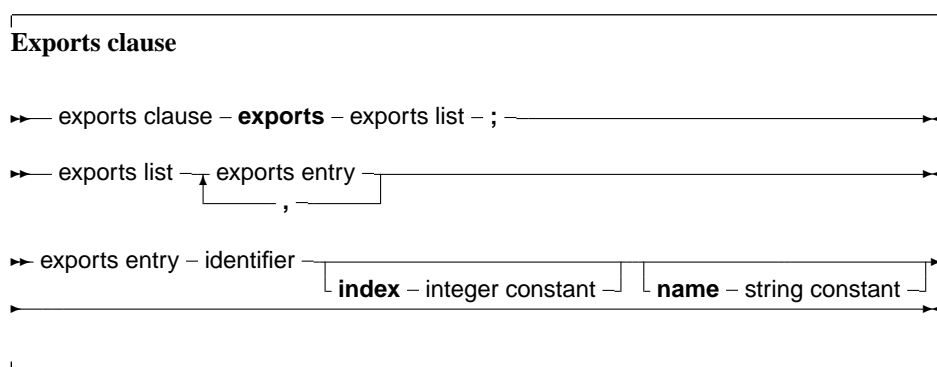 Exports clause
exports clause – exports – exports list – ; –
exports list – exports entry –
,
exports entry – identifier –
index – integer constant – name – string constant –